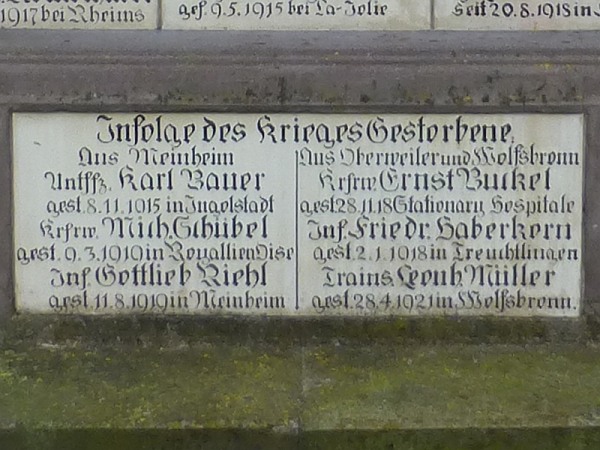 1917 bei Rheims
gef. 9.5.1915 bei La-Jolie
seit 20.8.1918 in
Infolge des Krieges Gestorbene.
Aus Meinheim
Untffz. Karl Bauer
gest. 8.11.1915 in Ingolstadt
Krfrw. Mich. Schübel
gest. 9.3.1919 in Royallieu Oise
Inf. Gottlieb Riehl
gest. 11.8.1919 in Meinheim
Aus Oberweiler und Wolfsbronn
Krfrw. Ernst Buckel
gest. 28.11.18 Stationary Hospitale
Inf. Friedr. Haberkern
gest. 2.1.1918 in Treuchtlingen
Trains. Leonh. Müller
gest. 28.4.1921 in Wolfsbronn.